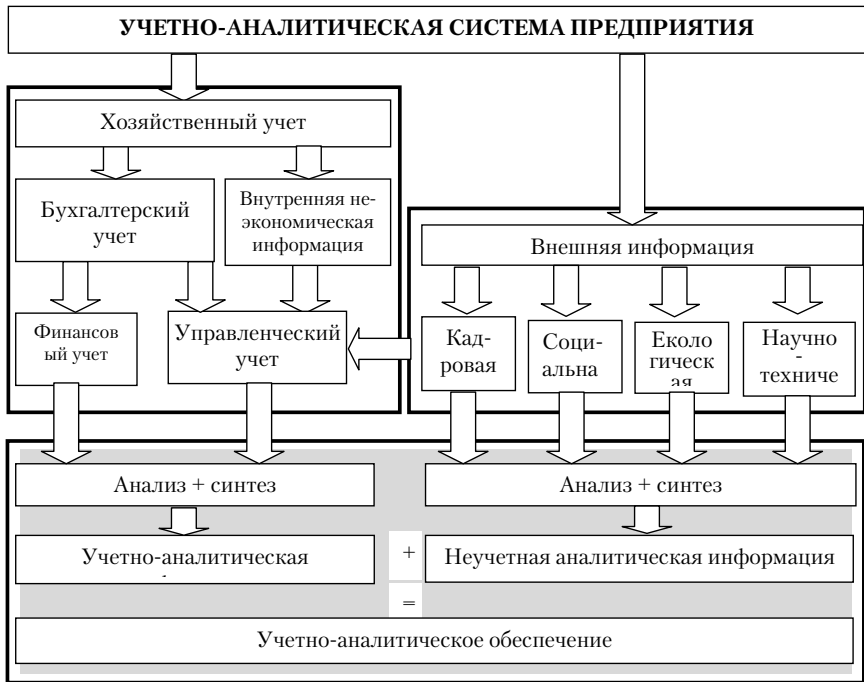 УЧЕТНО-АНАЛИТИЧЕСКАЯ СИСТЕМА ПРЕДПРИЯТИЯ
Хозяйственный учет
Бухгалтерский
учет
Внутренняя не-
экономическая
информация
Финансов
ый учет
Управленческий
учет
Внешняя информация
Кад-
ровая
Соци-
альна
Еколо
гическ
ая
Научно
-
техниче
Анализ + синтез
Анализ + синтез
Учетно-аналитическая
+
Неучетная аналитическая информация
=
Учетно-аналитическое обеспечение